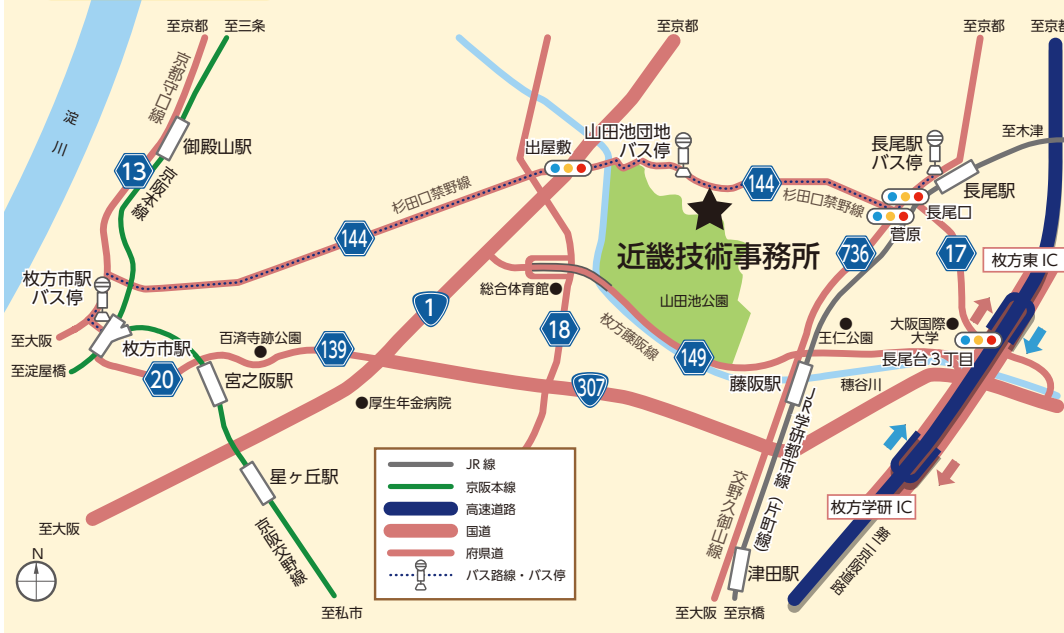 至京都
至三条
至京都
至京都
至京都
京都守口線
淀川
御殿山駅
13
京阪本線
出屋敷
山田池団地
バス停
長尾駅
バス停
至木津
長尾駅
144
杉田口禁野線
144
杉田口禁野線
長尾口
菅原
近畿技術事務所
736
17
枚方東IC
枚方市駅
バス停
総合体育館
山田池公園
1
18
枚方藤阪線
149
王仁公園
大阪国際
大学
長尾台3丁目
至大阪
至淀屋橋
枚方市駅
百済寺跡公園
139
20
宮之阪駅
307
藤阪駅
穂谷川
厚生年金病院
JR学研都市線(片町線)
星ヶ丘駅
交野久御山線
枚方学研IC
至大阪
京阪交野線
第二京阪道路
津田駅
N
至私市
至大阪
至京橋
JR線
京阪本線
高速道路
国道
府県道
バス路線・バス停